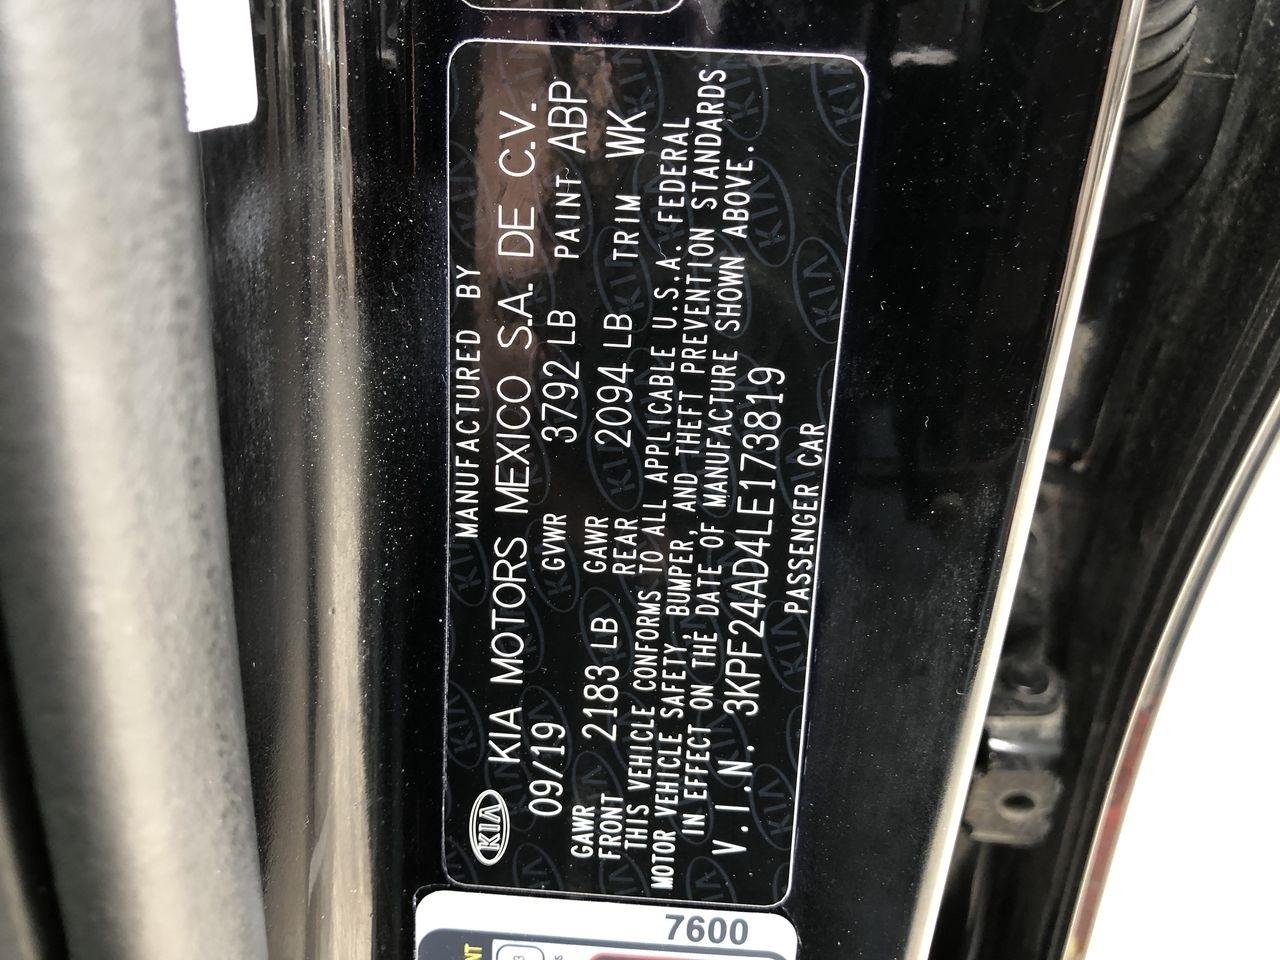 MANUFACTURED BY
KIA KIA MOTORS MEXICO S.A. DE C.V.
09/19 GVWR 3792 LB PAINT ABP
GAWR FRONT 2183 LB GAWR REAR 2094 LB TRIM WK
THIS VEHICLE CONFORMS TO ALL APPLICABLE U.S.A. FEDERAL
MOTOR VEHICLE SAFETY, BUMPER, AND THEFT PREVENTION STANDARDS
IN EFFECT ON THE DATE OF MANUFACTURE SHOWN ABOVE.
V.I.N. 3KPF24AD4LE173819
PASSENGER CAR
7600